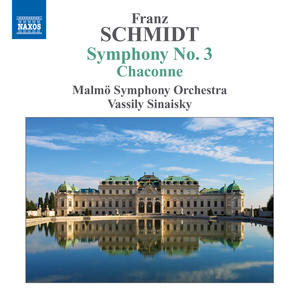 NAXOS
Franz
SCHMIDT
Symphony No. 3
Chaconne
Malmö Symphony Orchestra
Vassily Sinaisky